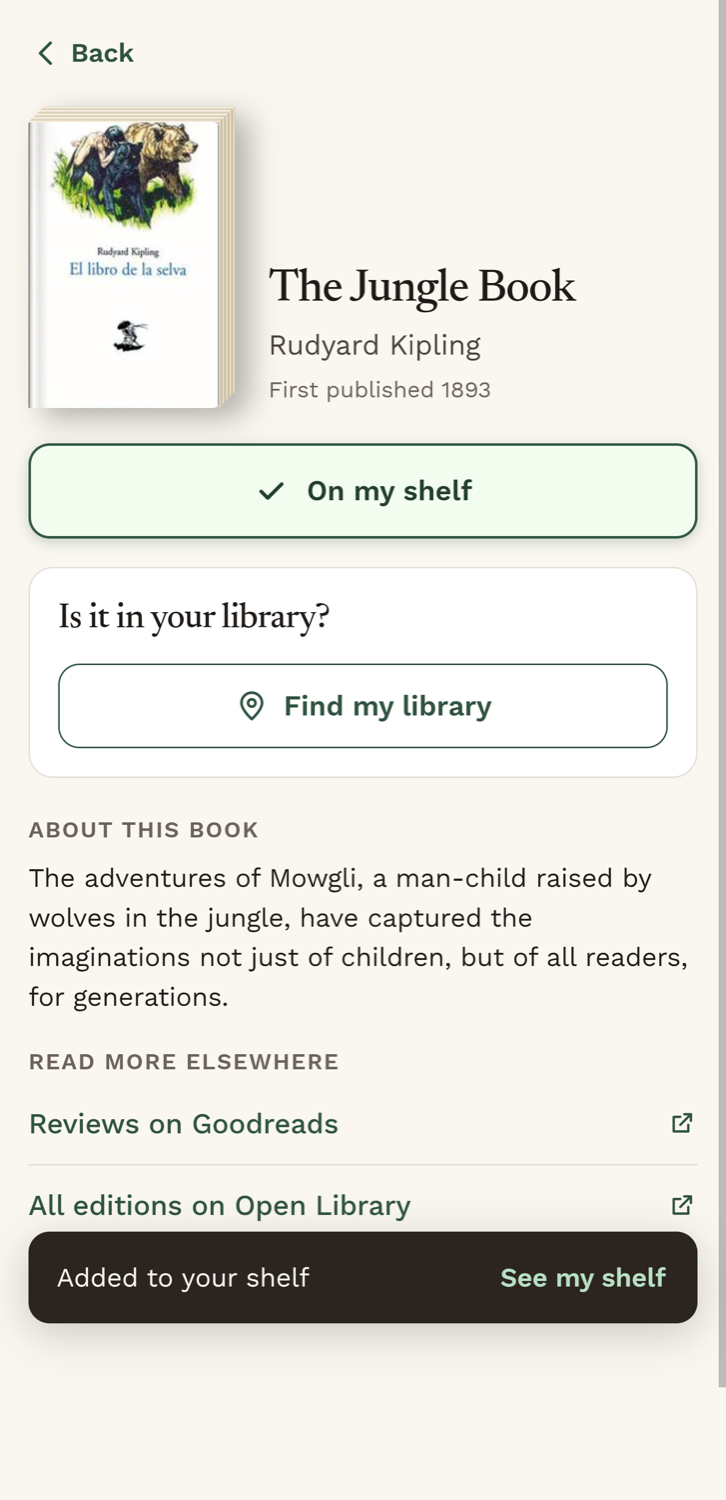 Back
Rudyard Kipling
El libro de la selva
The Jungle Book
Rudyard Kipling
First published 1893
On my shelf
Is it in your library?
Find my library
ABOUT THIS BOOK
The adventures of Mowgli, a man-child raised by
wolves in the jungle, have captured the
imaginations not just of children, but of all readers,
for generations.
READ MORE ELSEWHERE
Reviews on Goodreads
All editions on Open Library
Added to your shelf
See my shelf